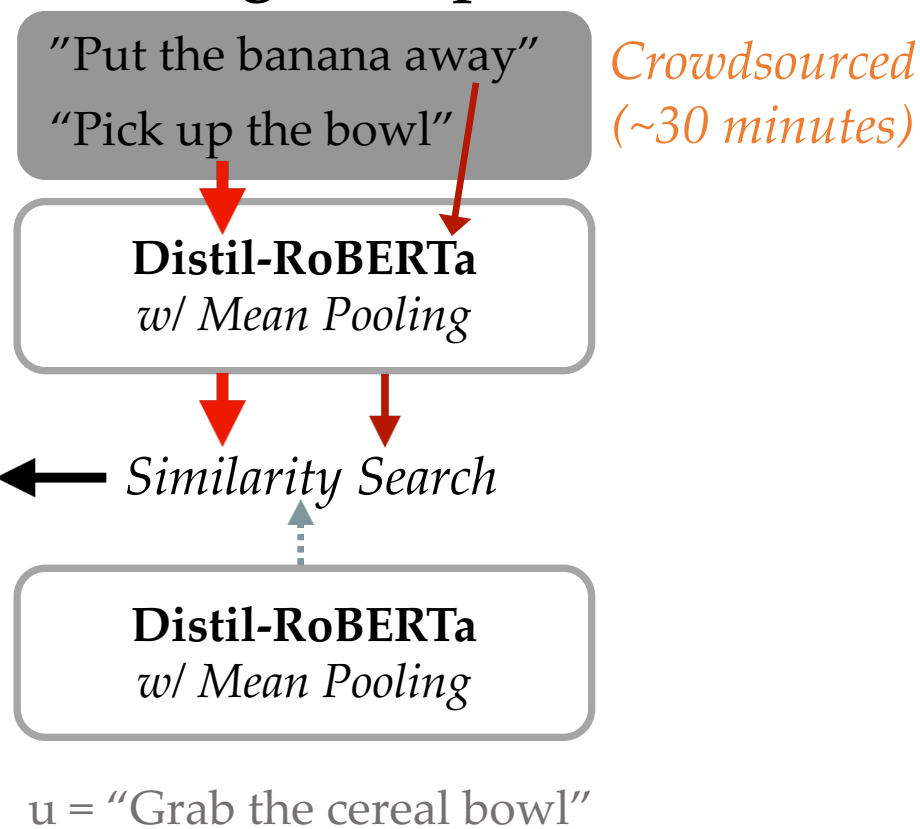 ”Put the banana away”
Crowdsourced
“Pick up the bowl”
(~30 minutes)
Distil-RoBERTa
w/ Mean Pooling
Similarity Search
Distil-RoBERTa
w/ Mean Pooling
u = “Grab the cereal bowl”